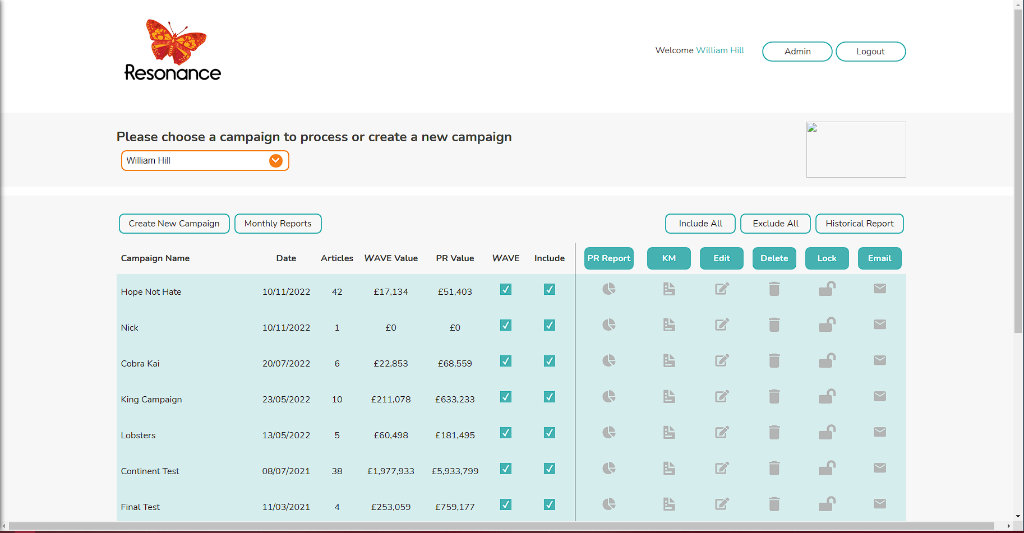 Resonance
Welcome William Hill
Admin
Logout
Please choose a campaign to process or create a new campaign
William Hill
Create New Campaign
Monthly Reports
Include All
Exclude All
Historical Report
Campaign Name Date Articles WAVE Value PR Value WAVE Include PR Report KM Edit Delete Lock Email
Hope Not Hate 10/11/2022 42 £17,134 £51,403
Nick 10/11/2022 1 £0 £0
Cobra Kai 20/07/2022 6 £22,853 £68,559
King Campaign 23/05/2022 10 £211,078 £633,233
Lobsters 13/05/2022 5 £60,498 £181,495
Continent Test 08/07/2021 38 £1,977,933 £5,933,799
Final Test 11/03/2021 4 £253,059 £759,177